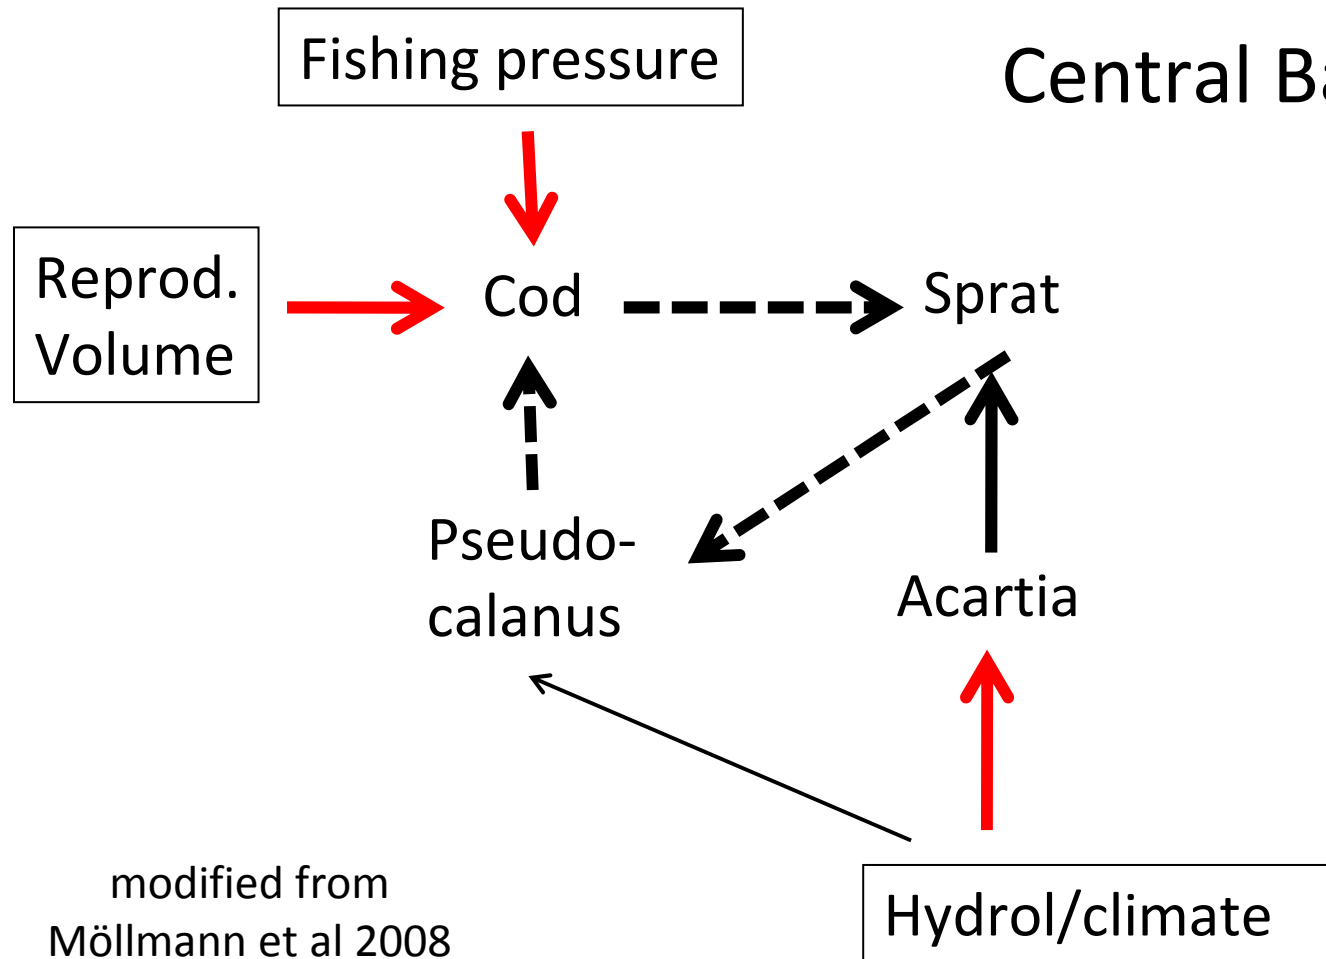 Fishing pressure
Central Ba
Reprod.
Volume
Cod
Sprat
Pseudo-
calanus
Acartia
modified from
Möllmann et al 2008
Hydrol/climate